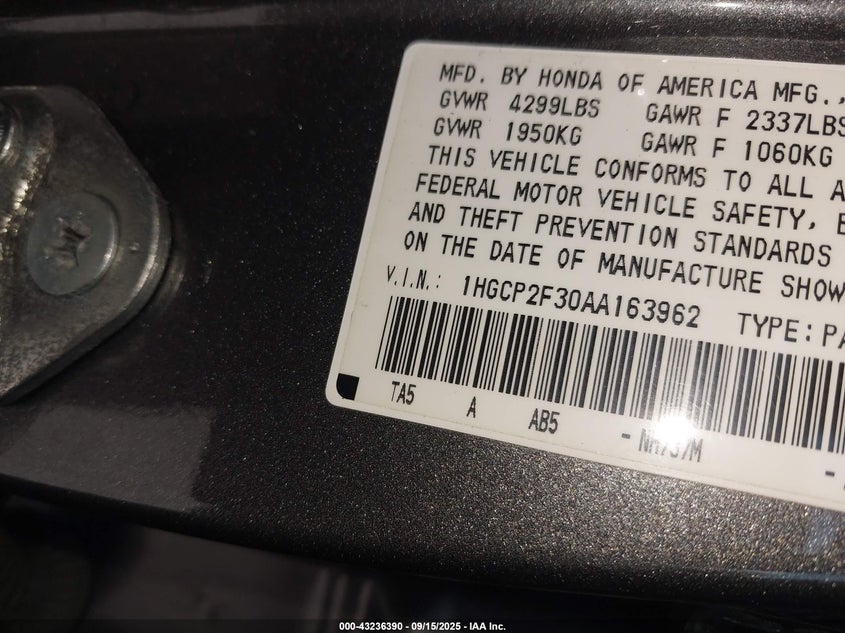 MFD. BY HONDA OF AMERICA MFG.,
GVWR 4299LBS GAWR F 2337LBS
GVWR 1950KG GAWR F 1060KG
THIS VEHICLE CONFORMS TO ALL A
FEDERAL MOTOR VEHICLE SAFETY,
AND THEFT PREVENTION STANDARDS
ON THE DATE OF MANUFACTURE SHOW
V.I.N.: 1HGCP2F30AA163962 TYPE:PA
TA5 A AB5 - NH737M -
000-43236390 - 09/15/2025 - IAA Inc.